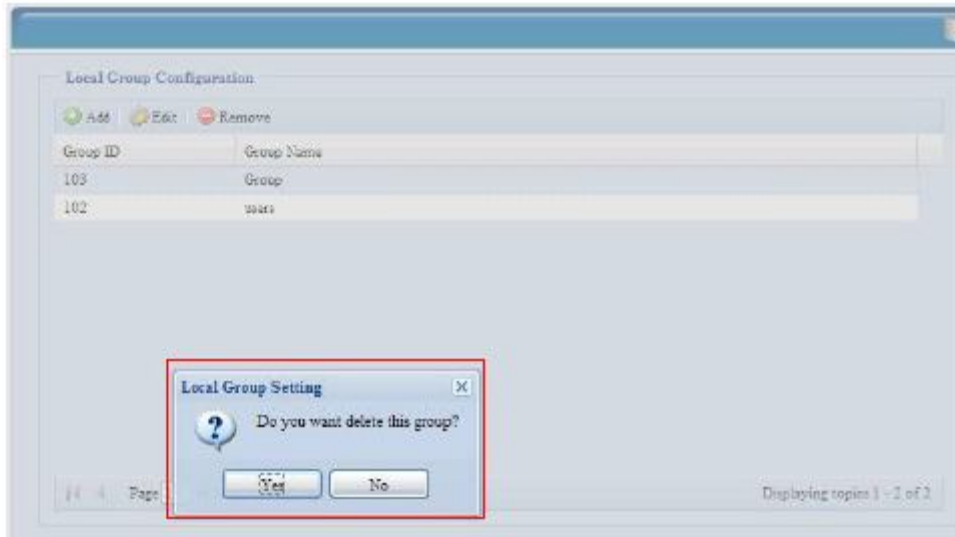 Local Group Configuration
Add Edit Remove
Group ID Group Name
103 Group
102 users
Local Group Setting
Do you want delete this group?
Yes No
Page
Displaying topics 1 - 2 of 2